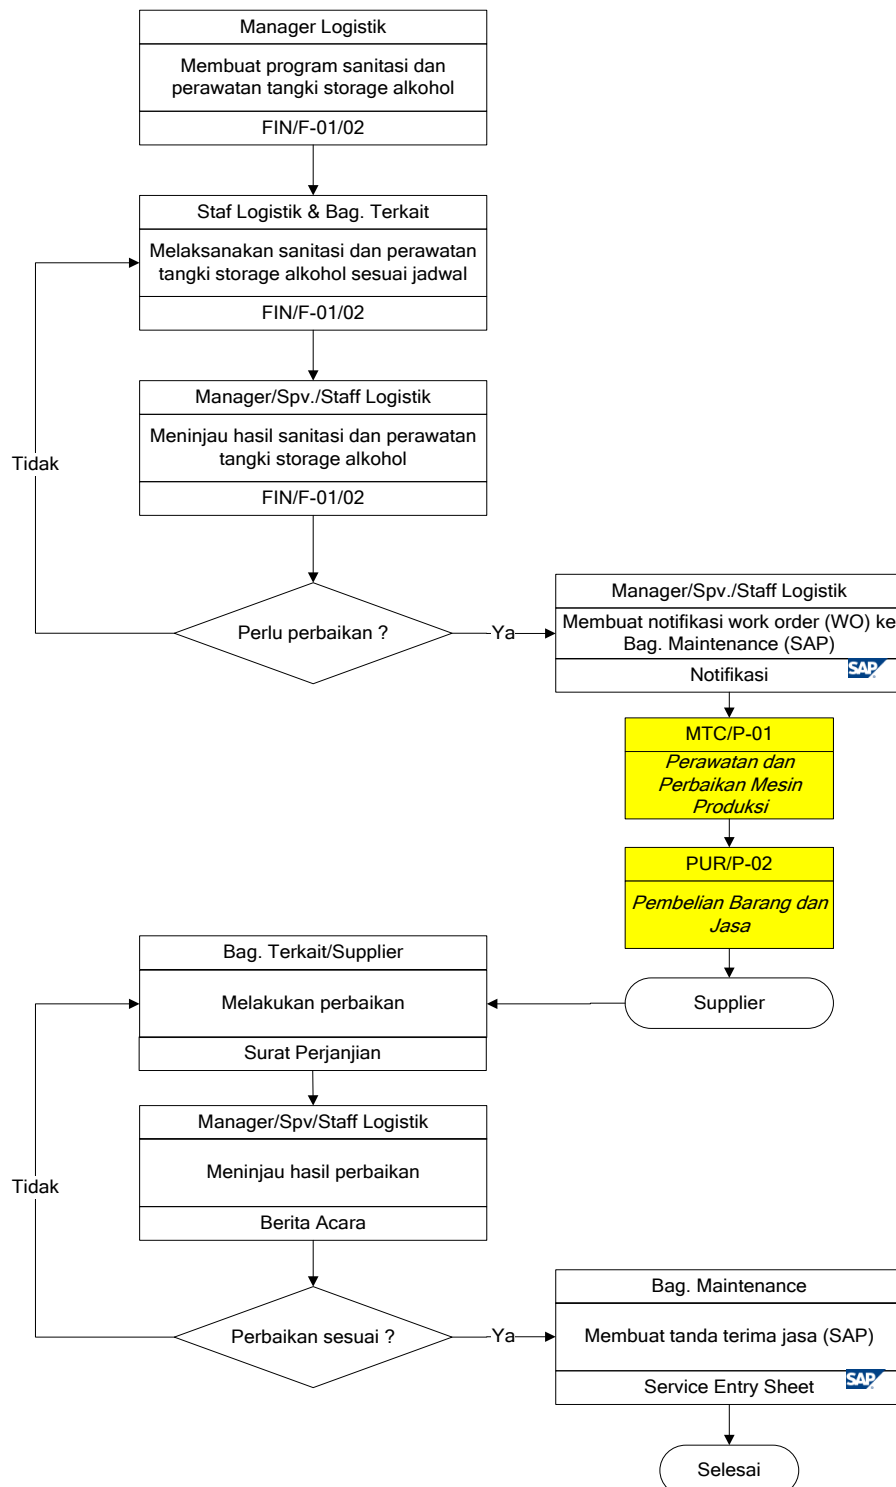 Manager Logistik
Membuat program sanitasi dan
perawatan tangki storage alkohol
FIN/F-01/02
Staf Logistik & Bag. Terkait
Melaksanakan sanitasi dan perawatan
tangki storage alkohol sesuai jadwal
FIN/F-01/02
Manager/Spv./Staff Logistik
Meninjau hasil sanitasi dan perawatan
tangki storage alkohol
FIN/F-01/02
Tidak
Perlu perbaikan ?
Ya
Manager/Spv./Staff Logistik
Membuat notifikasi work order (WO) ke
Bag. Maintenance (SAP)
Notifikasi
SAP
MTC/P-01
Perawatan dan
Perbaikan Mesin
Produksi
PUR/P-02
Pembelian Barang dan
Jasa
Supplier
Bag. Terkait/Supplier
Melakukan perbaikan
Surat Perjanjian
Manager/Spv/Staff Logistik
Meninjau hasil perbaikan
Berita Acara
Tidak
Perbaikan sesuai ?
Ya
Bag. Maintenance
Membuat tanda terima jasa (SAP)
Service Entry Sheet
SAP
Selesai